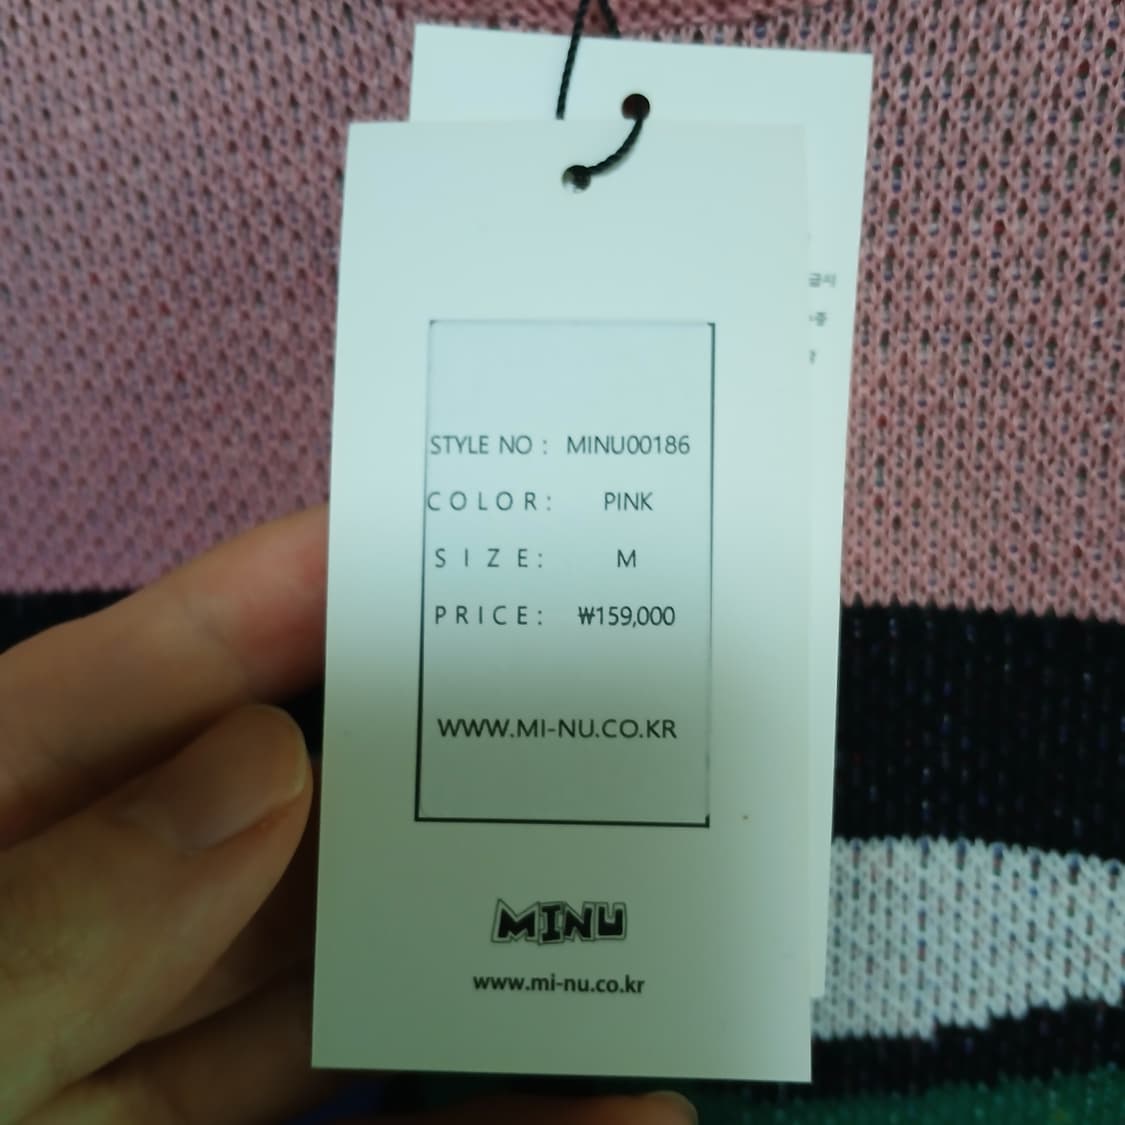 STYLE NO : MINU00186
COLOR: PINK
SIZE: M
PRICE: ₩159,000
WWW.MI-NU.CO.KR
MINU
www.mi-nu.co.kr